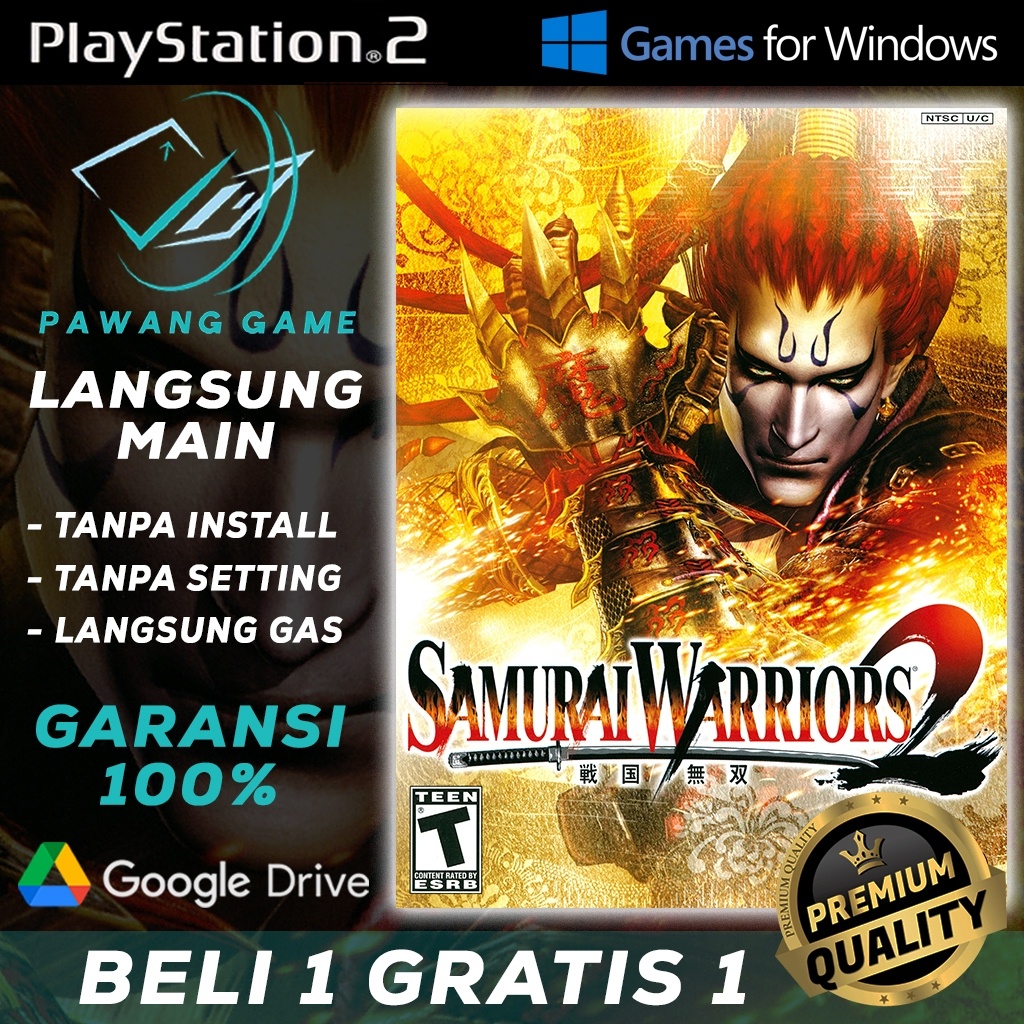 PlayStation®2
Games for Windows
NTSC U/C
PAWANG GAME
LANGSUNG
MAIN
- TANPA INSTALL
- TANPA SETTING
- LANGSUNG GAS
GARANSI
100%
Google Drive
SAMURAI WARRIORS® 2
戦国無双
TEEN
T
CONTENT RATED BY
ESRB
PREMIUM QUALITY
PREMIUM
QUALITY
BELI 1 GRATIS 1